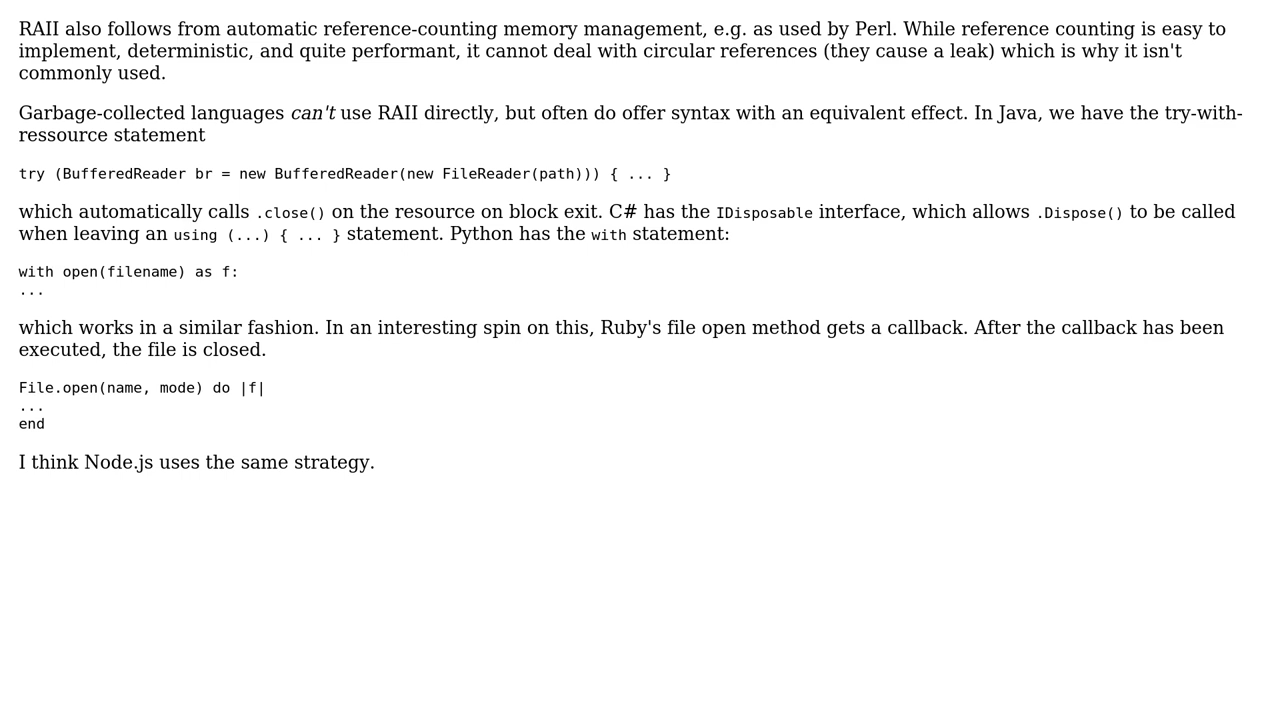 RAII also follows from automatic reference-counting memory management, e.g. as used by Perl. While reference counting is easy to
implement, deterministic, and quite performant, it cannot deal with circular references (they cause a leak) which is why it isn't
commonly used.
Garbage-collected languages can't use RAII directly, but often do offer syntax with an equivalent effect. In Java, we have the try-with-
ressource statement
try (BufferedReader br = new BufferedReader(new FileReader(path))) { ... }
which automatically calls .close() on the resource on block exit. C# has the IDisposable interface, which allows .Dispose() to be called
when leaving an using (...) { ... } statement. Python has the with statement:
with open(filename) as f:
...
which works in a similar fashion. In an interesting spin on this, Ruby's file open method gets a callback. After the callback has been
executed, the file is closed.
File.open(name, mode) do |f|
...
end
I think Node.js uses the same strategy.